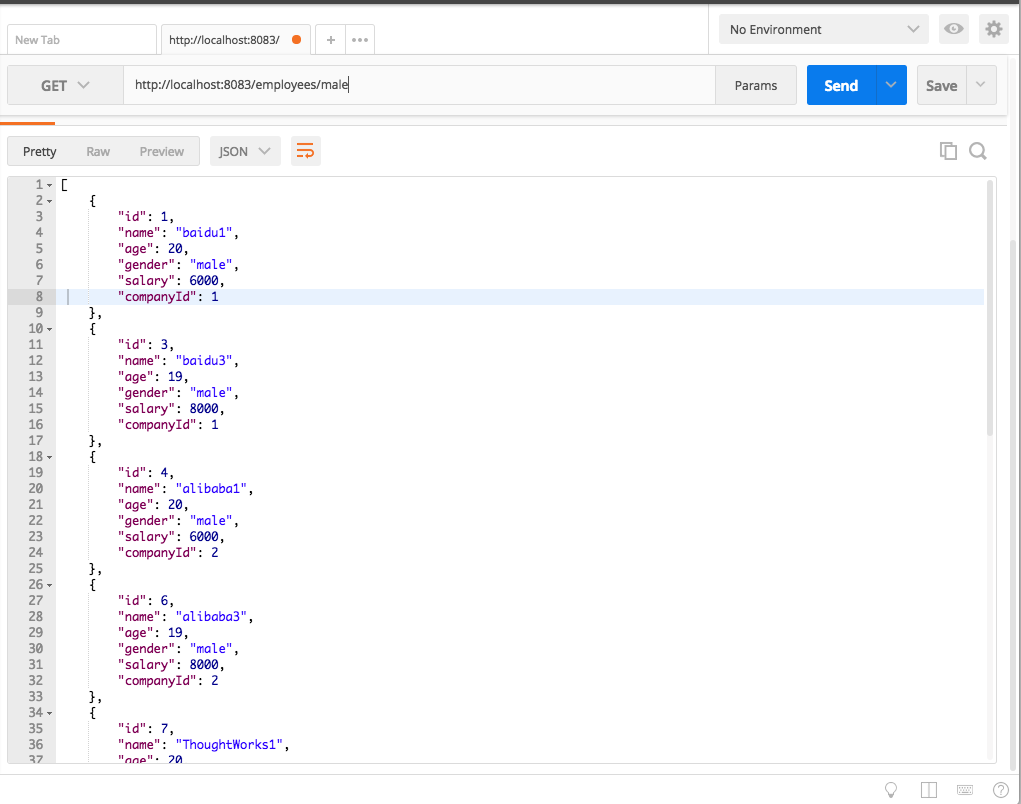 New Tab
http://localhost:8083/
+
No Environment
GET
http://localhost:8083/employees/male
Params
Send
Save
Pretty
Raw
Preview
JSON
1 [
2 {
3 "id": 1,
4 "name": "baidu1",
5 "age": 20,
6 "gender": "male",
7 "salary": 6000,
8 "companyId": 1
9 },
10 {
11 "id": 3,
12 "name": "baidu3",
13 "age": 19,
14 "gender": "male",
15 "salary": 8000,
16 "companyId": 1
17 },
18 {
19 "id": 4,
20 "name": "alibaba1",
21 "age": 20,
22 "gender": "male",
23 "salary": 6000,
24 "companyId": 2
25 },
26 {
27 "id": 6,
28 "name": "alibaba3",
29 "age": 19,
30 "gender": "male",
31 "salary": 8000,
32 "companyId": 2
33 },
34 {
35 "id": 7,
36 "name": "ThoughtWorks1",
37 "age": 20